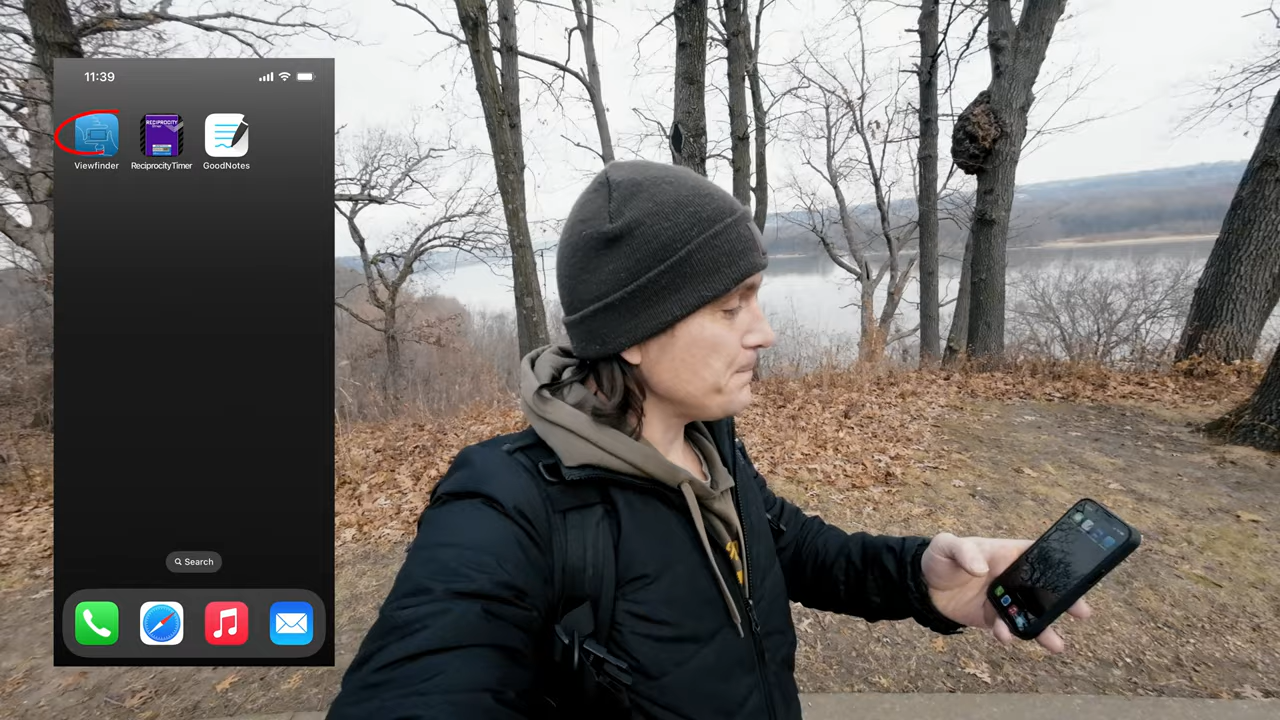 11:39
RECIPROCITY
Viewfinder
ReciprocityTimer
GoodNotes
Search